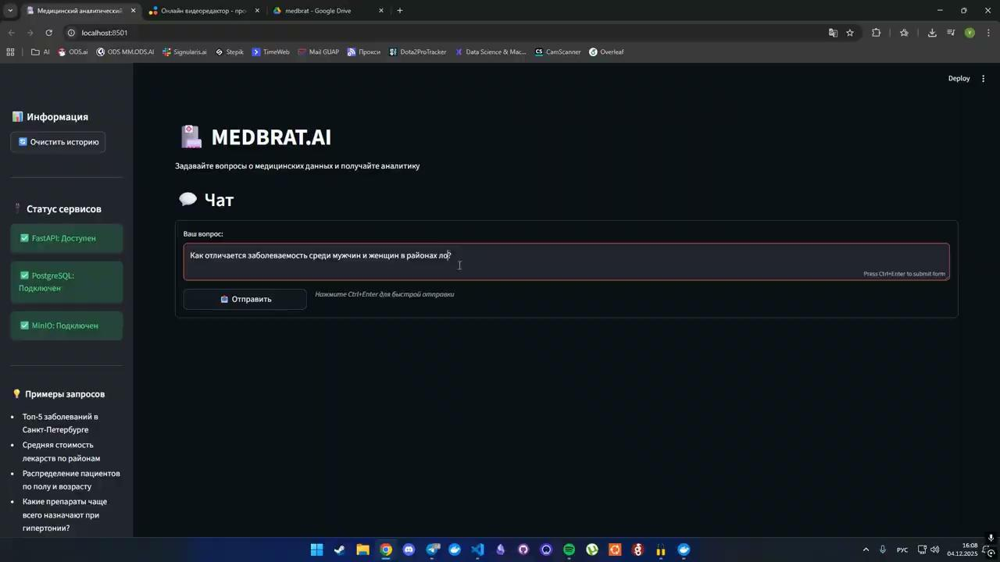 Медицинский аналитический
Онлайн видеоредактор - про
medbrat - Google Drive
localhost:8501
AI
ODS.ai
ODS MM.ODS.AI
Signularis.ai
Stepik
TimeWeb
Mail GUAP
Прокси
Dota2ProTracker
Data Science & Mac...
CamScanner
Overleaf
Deploy
Информация
Очистить историю
Статус сервисов
FastAPI: Доступен
PostgreSQL:
Подключен
MinIO: Подключен
Примеры запросов
Топ-5 заболеваний в
Санкт-Петербурге
Средняя стоимость
лекарств по районам
Распределение пациентов
по полу и возрасту
Какие препараты чаще
всего назначают при
гипертонии?
MEDBRAT.AI
Задавайте вопросы о медицинских данных и получайте аналитику
Чат
Ваш вопрос:
Как отличается заболеваемость среди мужчин и женщин в районах ло?
Press Ctrl+Enter to submit form
Отправить
Нажмите Ctrl+Enter для быстрой отправки
РУС
16:08
04.12.2025